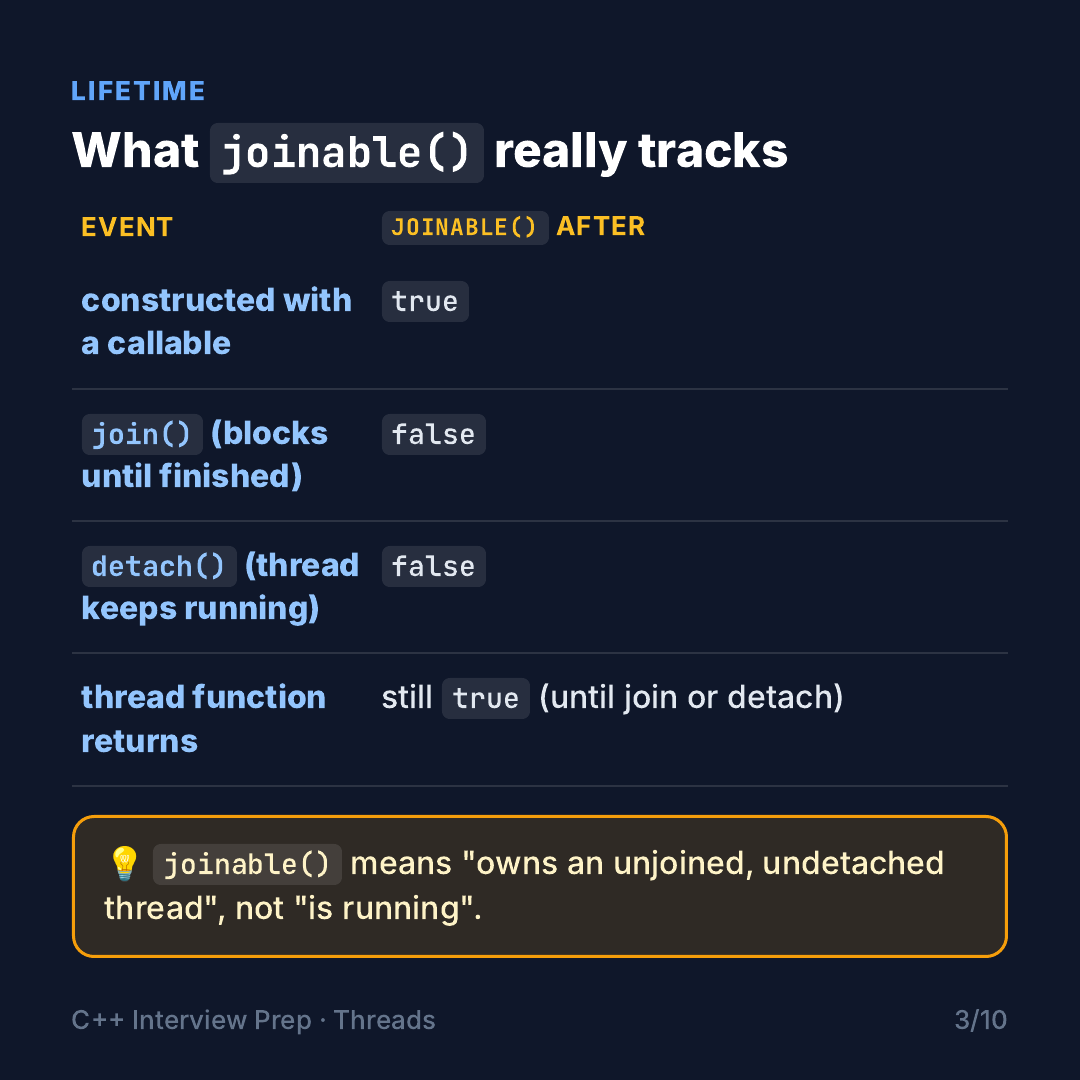 LIFETIME
What joinable() really tracks
EVENT JOINABLE() AFTER
constructed with true
a callable
join() (blocks false
until finished)
detach() (thread false
keeps running)
thread function still true (until join or detach)
returns
💡 joinable() means "owns an unjoined, undetached
thread", not "is running".
C++ Interview Prep · Threads 3/10